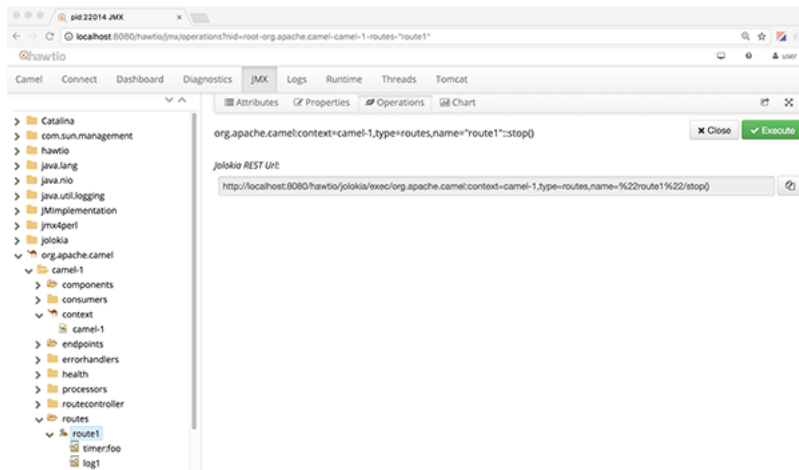 pid:22014 JMX
localhost:8080/hawtio/jmx/operations?nid=root-org.apache.camel-camel-1-routes-"route1"
hawtio
user
Camel Connect Dashboard Diagnostics JMX Logs Runtime Threads Tomcat
Attributes Properties Operations Chart
org.apache.camel:context=camel-1,type=routes,name="route1"::stop()
Close Execute
Jolokia REST Url:
http://localhost:8080/hawtio/jolokia/exec/org.apache.camel:context=camel-1,type=routes,name=%22route1%22/stop()
Catalina
com.sun.management
hawtio
java.lang
java.nio
java.util.logging
JMImplementation
jmx4perl
jolokia
org.apache.camel
camel-1
components
consumers
context
camel-1
endpoints
errorhandlers
health
processors
routecontroller
routes
route1
timer:foo
log1